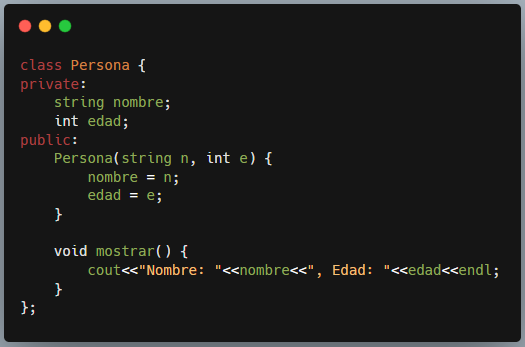 class Persona {
private:
    string nombre;
    int edad;
public:
    Persona(string n, int e) {
        nombre = n;
        edad = e;
    }

    void mostrar() {
        cout<<"Nombre: "<<nombre<<", Edad: "<<edad<<endl;
    }
};